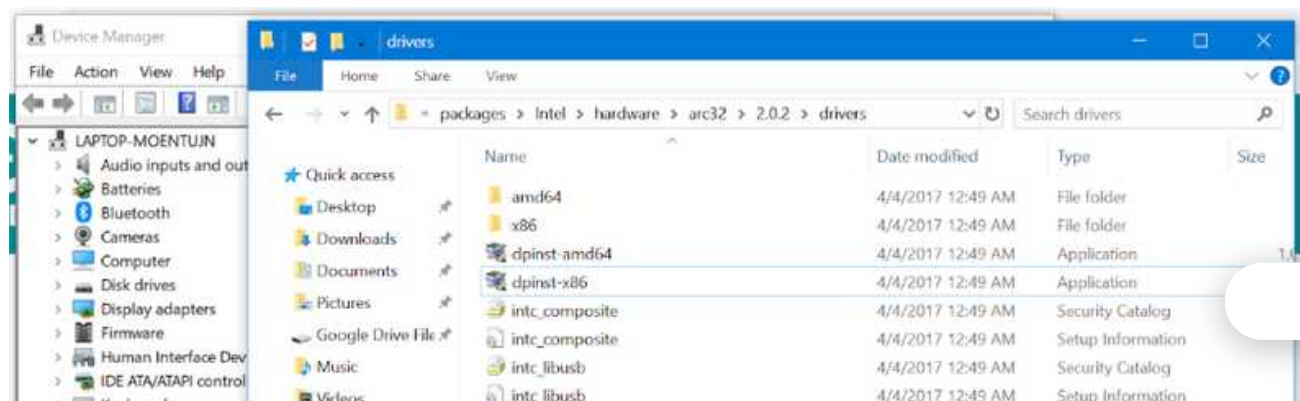 Device Manager
File Action View Help
LAPTOP-MOENTUJN
Audio inputs and out
Batteries
Bluetooth
Cameras
Computer
Disk drives
Display adapters
Firmware
Human Interface Dev
IDE ATA/ATAPI control
drivers
File Home Share View
« packages > Intel > hardware > arc32 > 2.0.2 > drivers
Search drivers
Quick access
Desktop
Downloads
Documents
Pictures
Google Drive File
Music
Videos
Name Date modified Type Size
amd64 4/4/2017 12:49 AM File folder
x86 4/4/2017 12:49 AM File folder
dpinst-amd64 4/4/2017 12:49 AM Application 1,0
dpinst-x86 4/4/2017 12:49 AM Application
intc_composite 4/4/2017 12:49 AM Security Catalog
intc_composite 4/4/2017 12:49 AM Setup Information
intc_libusb 4/4/2017 12:49 AM Security Catalog
intc_libusb 4/4/2017 12:49 AM Setup Information